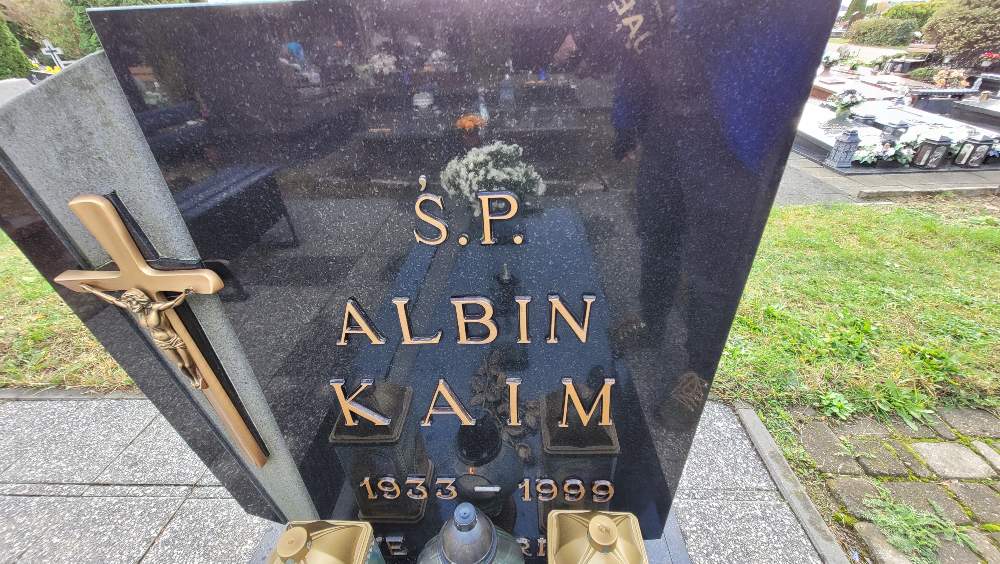 Ś.P.
ALBIN
KAIM
1933 1999